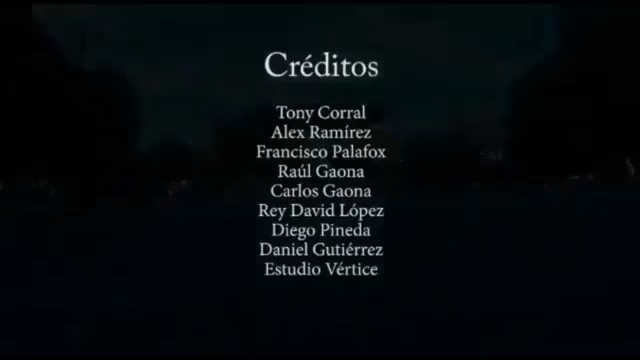 Créditos
Tony Corral
Alex Ramírez
Francisco Palafox
Raúl Gaona
Carlos Gaona
Rey David López
Diego Pineda
Daniel Gutiérrez
Estudio Vértice